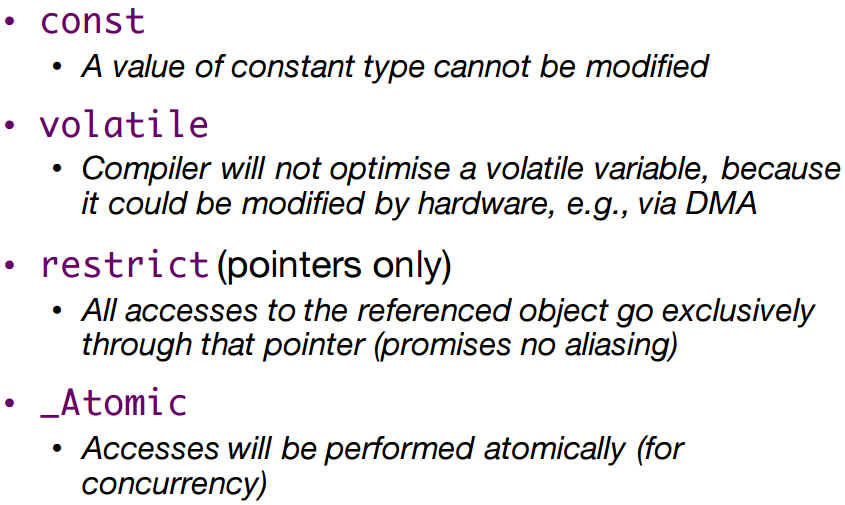 • const
• A value of constant type cannot be modified
• volatile
• Compiler will not optimise a volatile variable, because
it could be modified by hardware, e.g., via DMA
• restrict (pointers only)
• All accesses to the referenced object go exclusively
through that pointer (promises no aliasing)
• _Atomic
• Accesses will be performed atomically (for
concurrency)